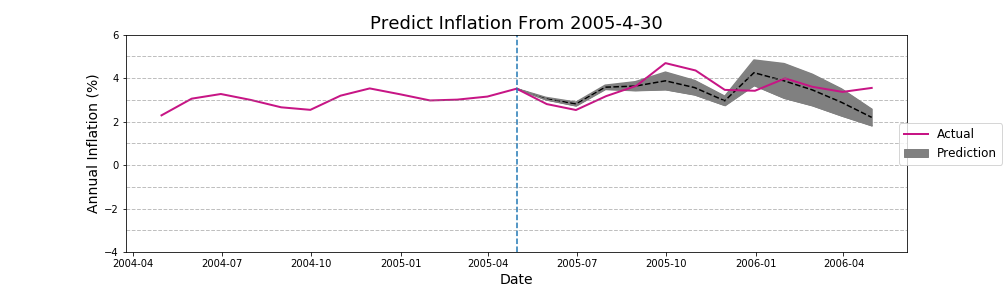 Predict Inflation From 2005-4-30
Annual Inflation (%)
6
4
2
0
−2
−4
2004-04 2004-07 2004-10 2005-01 2005-04 2005-07 2005-10 2006-01 2006-04
Date
Actual
Prediction